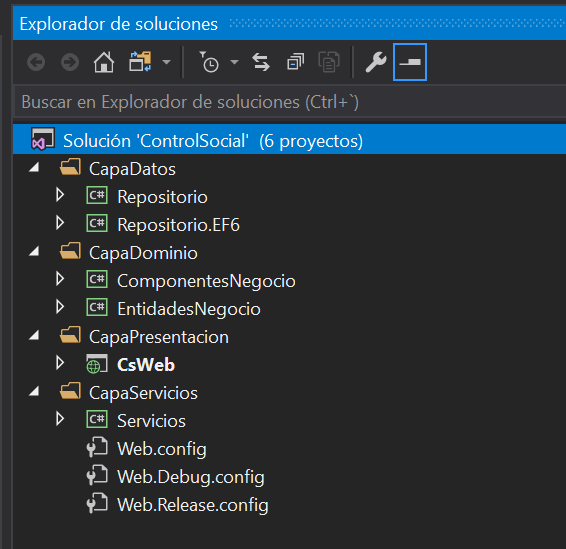 Explorador de soluciones
Buscar en Explorador de soluciones (Ctrl+`)
Solución 'ControlSocial' (6 proyectos)
CapaDatos
C# Repositorio
C# Repositorio.EF6
CapaDominio
C# ComponentesNegocio
C# EntidadesNegocio
CapaPresentacion
CsWeb
CapaServicios
C# Servicios
Web.config
Web.Debug.config
Web.Release.config